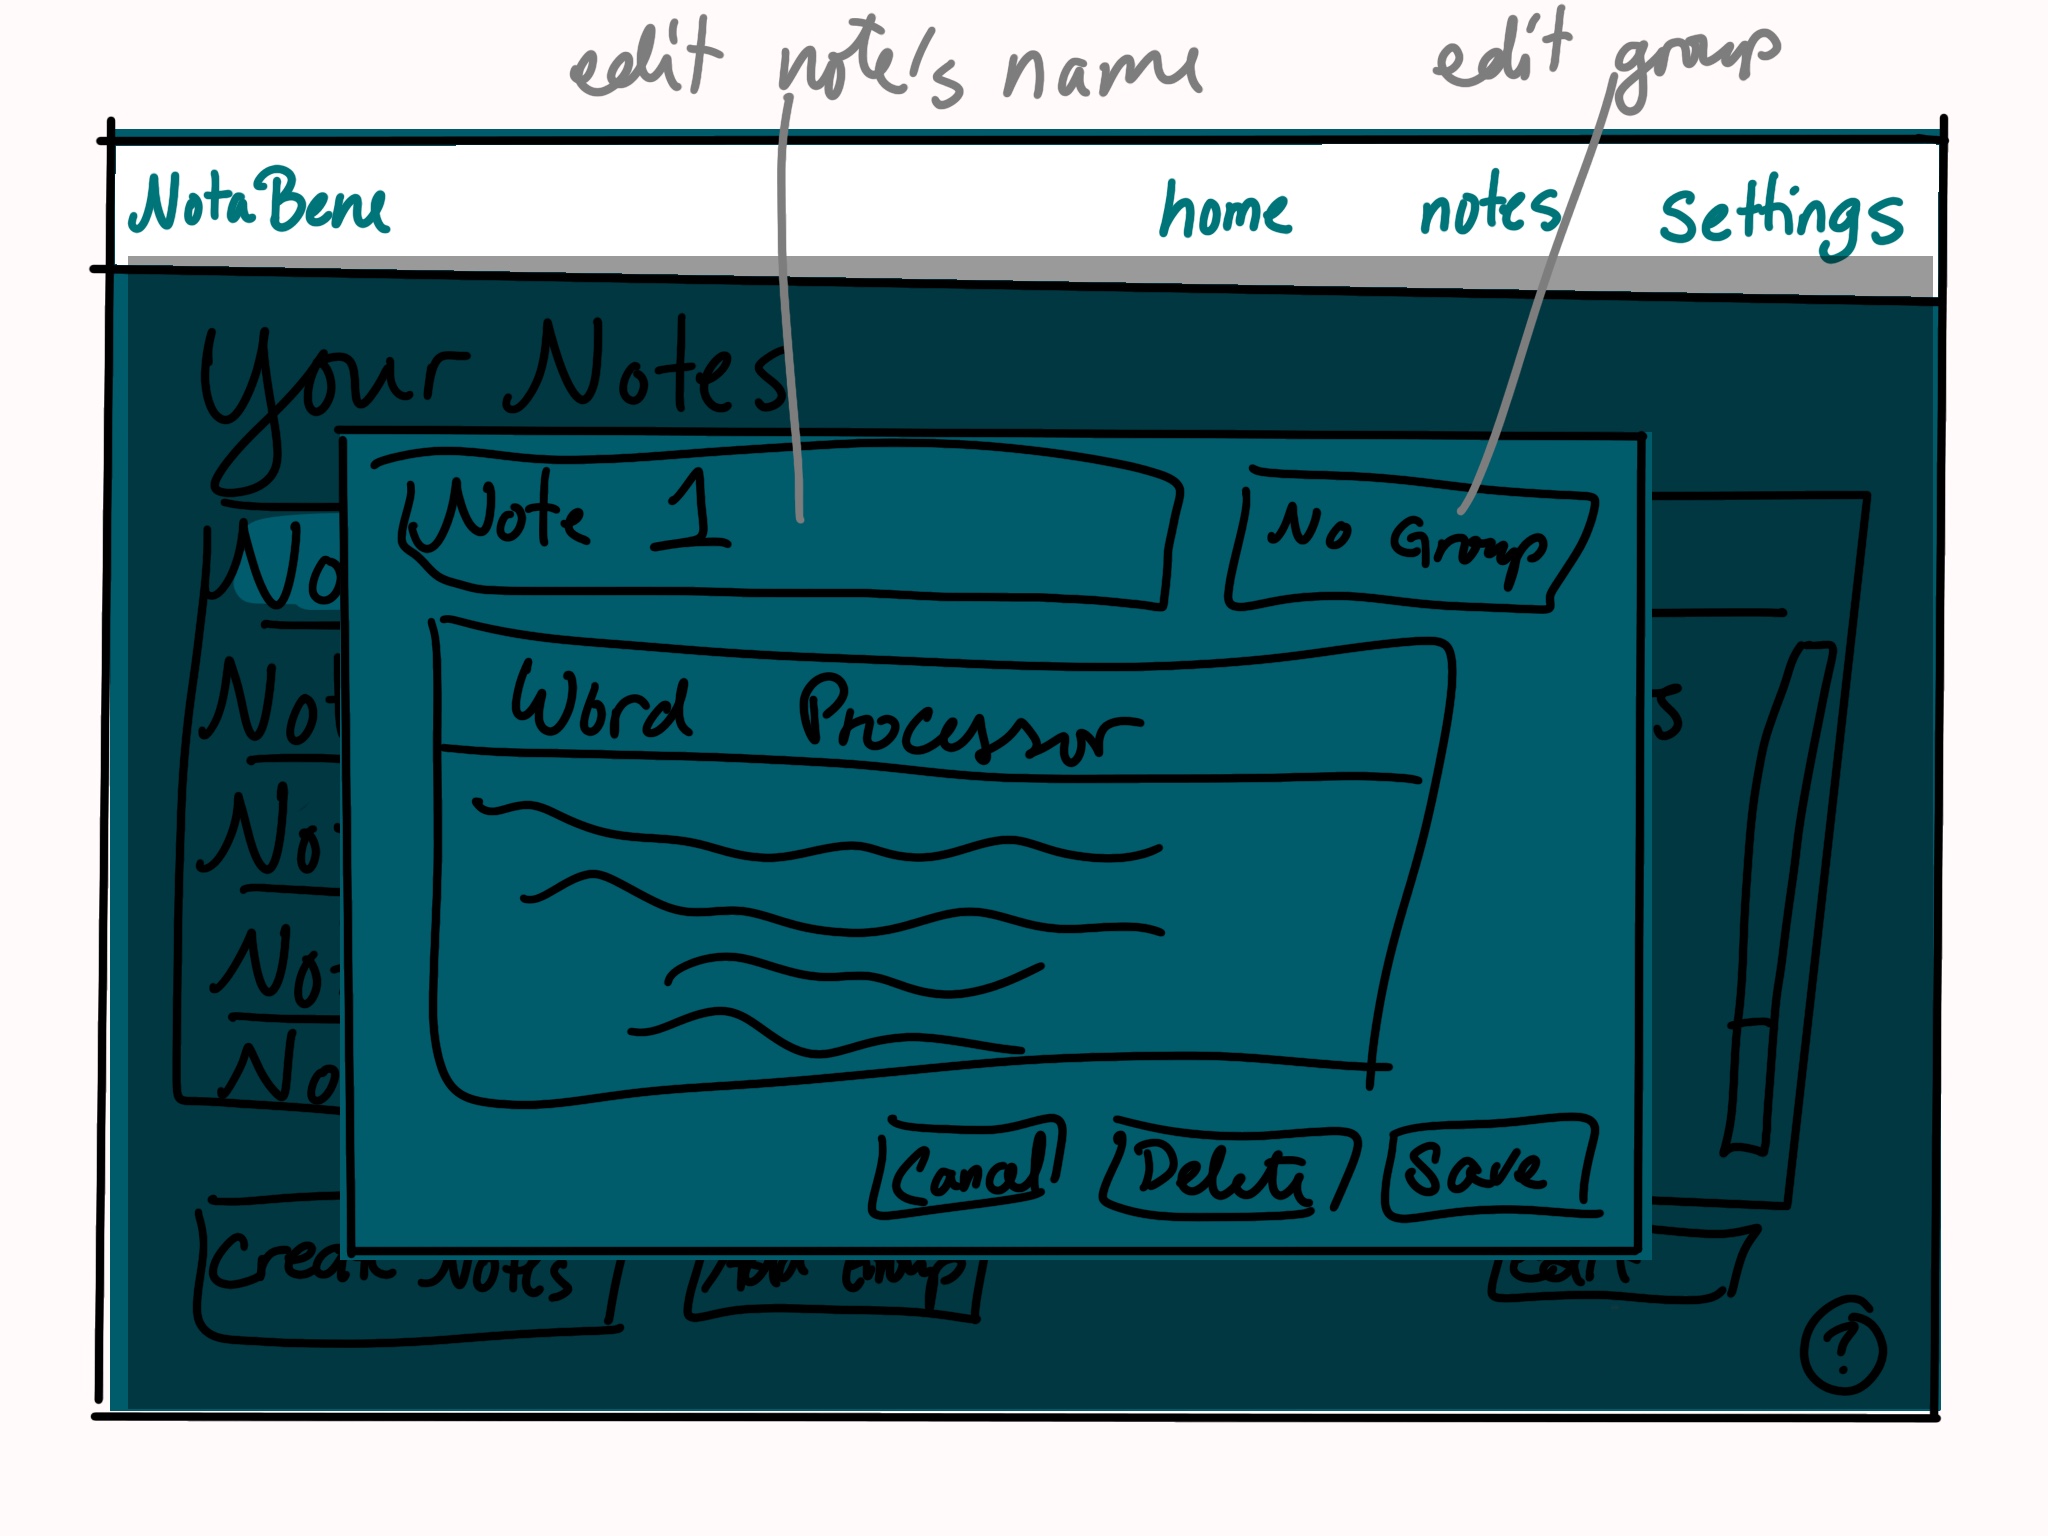 edit note's name edit group
NotaBene home notes settings
Your Notes
Note 1 No Group
No
Not
No
No
No
Word Processor
s
Cancel Delete Save
Create Notes Add Group Edit
?